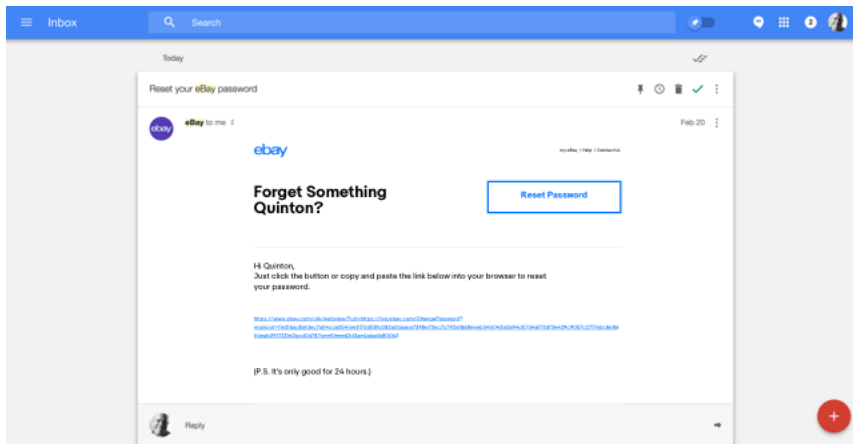 Inbox
Search
2
Today
Reset your eBay password
ebay
eBay to me
Feb 20
ebay
my eBay | Help | Contact Us
Forget Something
Quinton?
Reset Password
Hi Quinton,
Just click the button or copy and paste the link below into your browser to reset
your password.
(P.S. It's only good for 24 hours.)
Reply